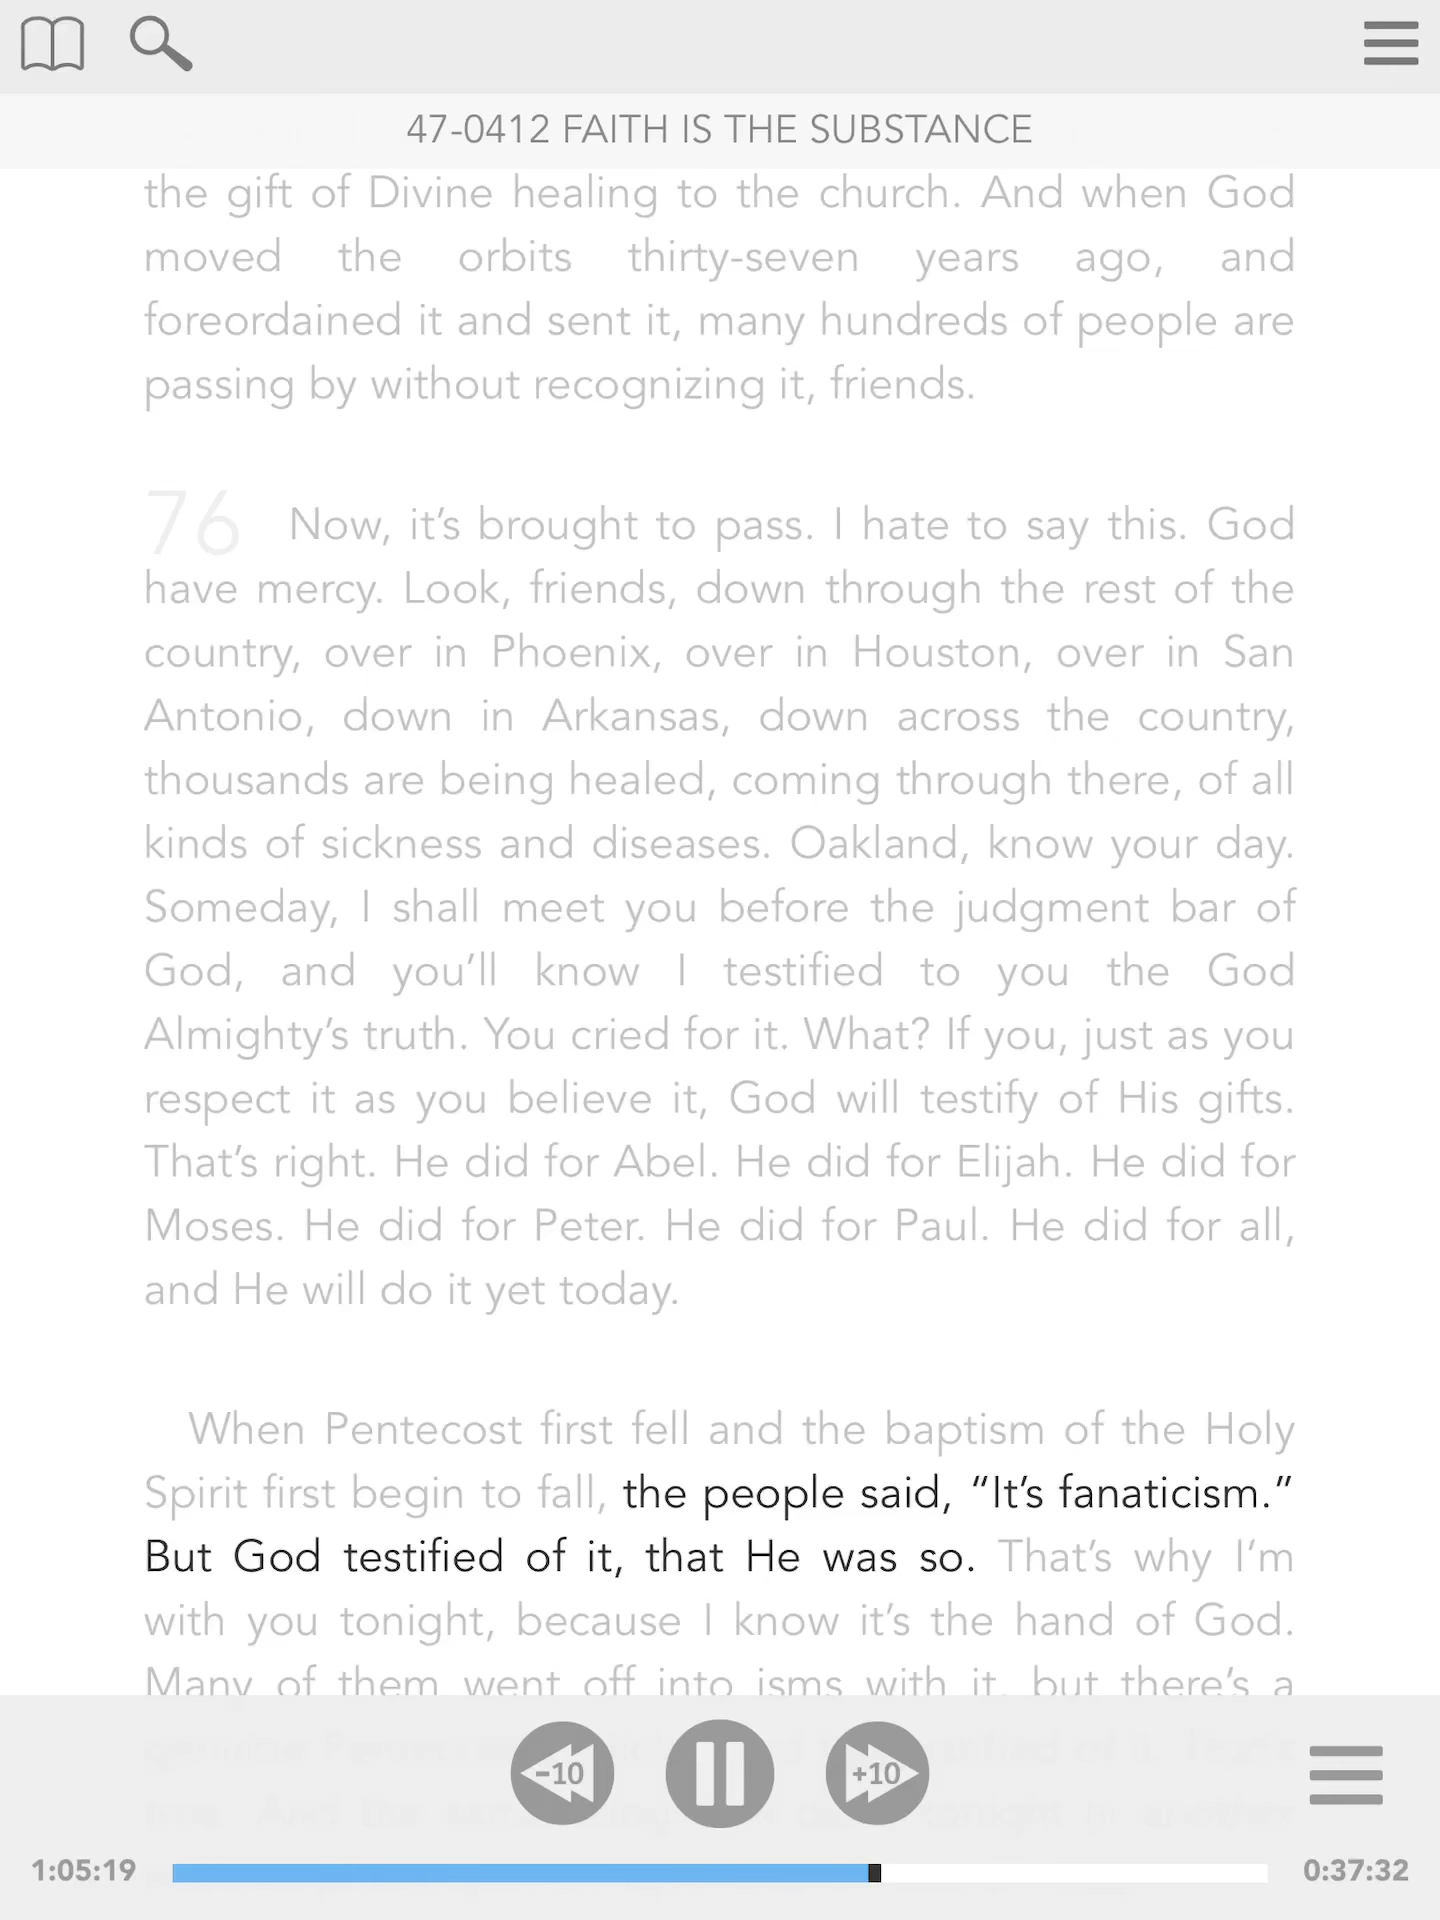 47-0412 FAITH IS THE SUBSTANCE
the gift of Divine healing to the church. And when God
moved the orbits thirty-seven years ago, and
foreordained it and sent it, many hundreds of people are
passing by without recognizing it, friends.
76 Now, it’s brought to pass. I hate to say this. God
have mercy. Look, friends, down through the rest of the
country, over in Phoenix, over in Houston, over in San
Antonio, down in Arkansas, down across the country,
thousands are being healed, coming through there, of all
kinds of sickness and diseases. Oakland, know your day.
Someday, I shall meet you before the judgment bar of
God, and you’ll know I testified to you the God
Almighty’s truth. You cried for it. What? If you, just as you
respect it as you believe it, God will testify of His gifts.
That’s right. He did for Abel. He did for Elijah. He did for
Moses. He did for Peter. He did for Paul. He did for all,
and He will do it yet today.
When Pentecost first fell and the baptism of the Holy
Spirit first begin to fall, the people said, “It’s fanaticism.”
But God testified of it, that He was so. That’s why I’m
with you tonight, because I know it’s the hand of God.
Many of them went off into isms with it, but there’s a
-10 +10
1:05:19 0:37:32